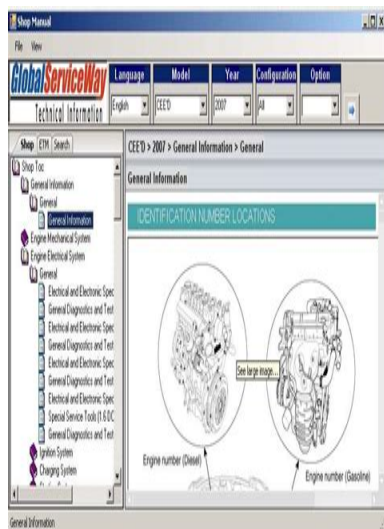 Shop Manual
File View
GlobalServiceWay
Technical Information
Language Model Year Configuration Option
English CEE'D 2007 All
Shop ETM Search
CEE'D > 2007 > General Information > General
General Information
IDENTIFICATION NUMBER LOCATIONS
Shop Toc
General Information
General
General Information
Engine Mechanical System
Engine Electrical System
General
Electrical and Electronic Spec
General Diagnostics and Test
Electrical and Electronic Spec
General Diagnostics and Test
Electrical and Electronic Spec
General Diagnostics and Test
Electrical and Electronic Spec
Special Service Tools (1.6 DC
General Diagnostics and Test
Ignition System
Charging System
See large image...
Engine number (Diesel)
Engine number (Gasoline)
General Information